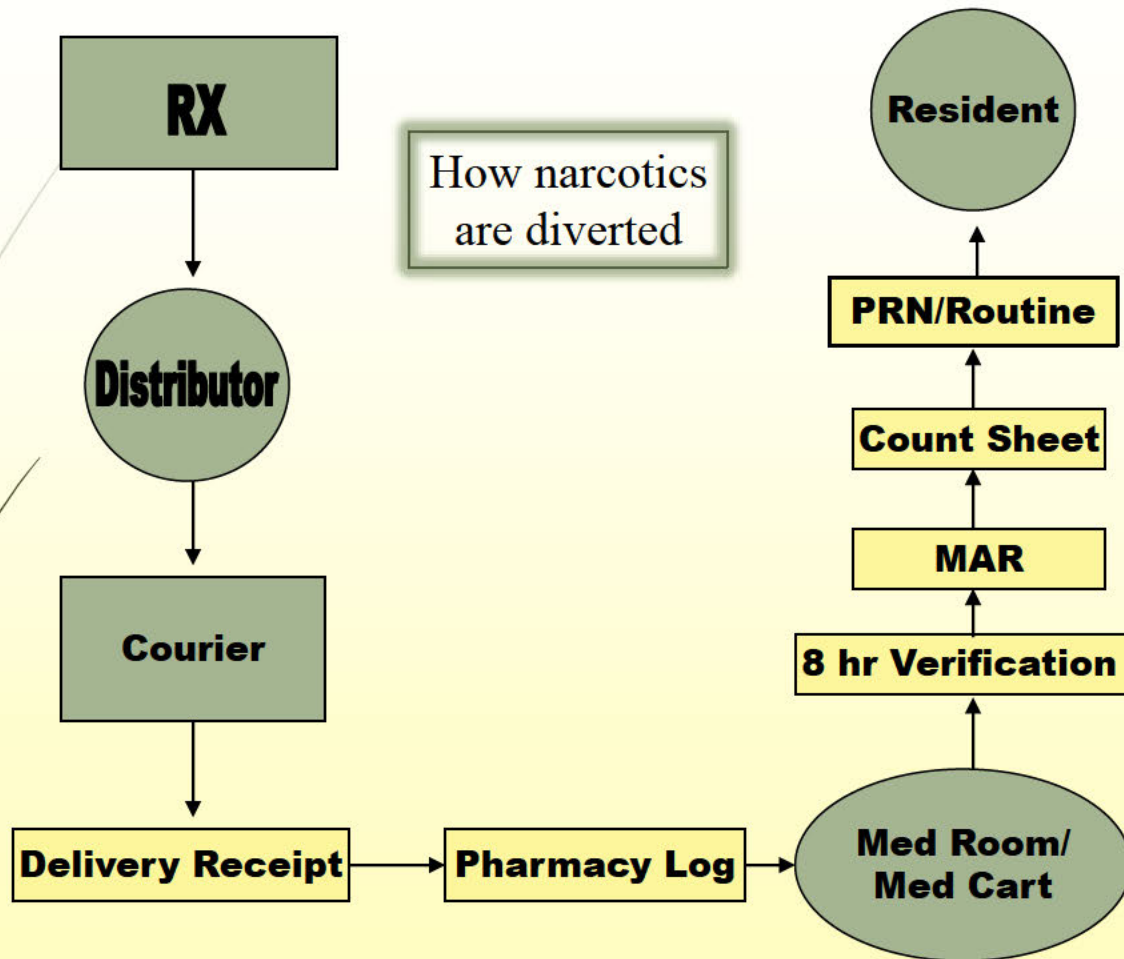 RX
How narcotics
are diverted
Resident
Distributor
PRN/Routine
Count Sheet
MAR
Courier
8 hr Verification
Delivery Receipt
Pharmacy Log
Med Room/
Med Cart